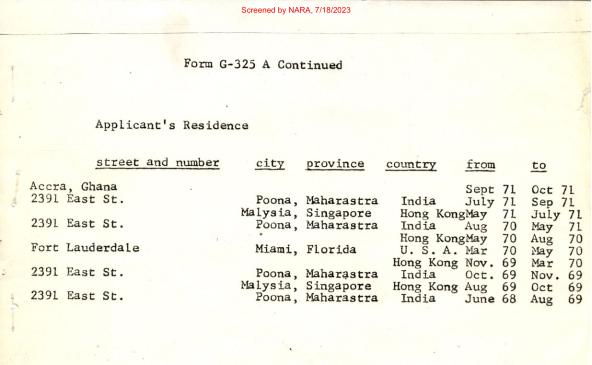 Screened by NARA, 7/18/2023
Form G-325 A Continued
Applicant's Residence
street and number city province country from to
Accra, Ghana Sept 71 Oct 71
2391 East St. Poona, Maharastra India July 71 Sep 71
Malysia, Singapore Hong Kong May 71 July 71
2391 East St. Poona, Maharastra India Aug 70 May 71
Hong Kong May 70 Aug 70
Fort Lauderdale Miami, Florida U. S. A. Mar 70 May 70
Hong Kong Nov. 69 Mar 70
2391 East St. Poona, Maharastra India Oct. 69 Nov. 69
Malysia, Singapore Hong Kong Aug 69 Oct 69
2391 East St. Poona, Maharastra India June 68 Aug 69